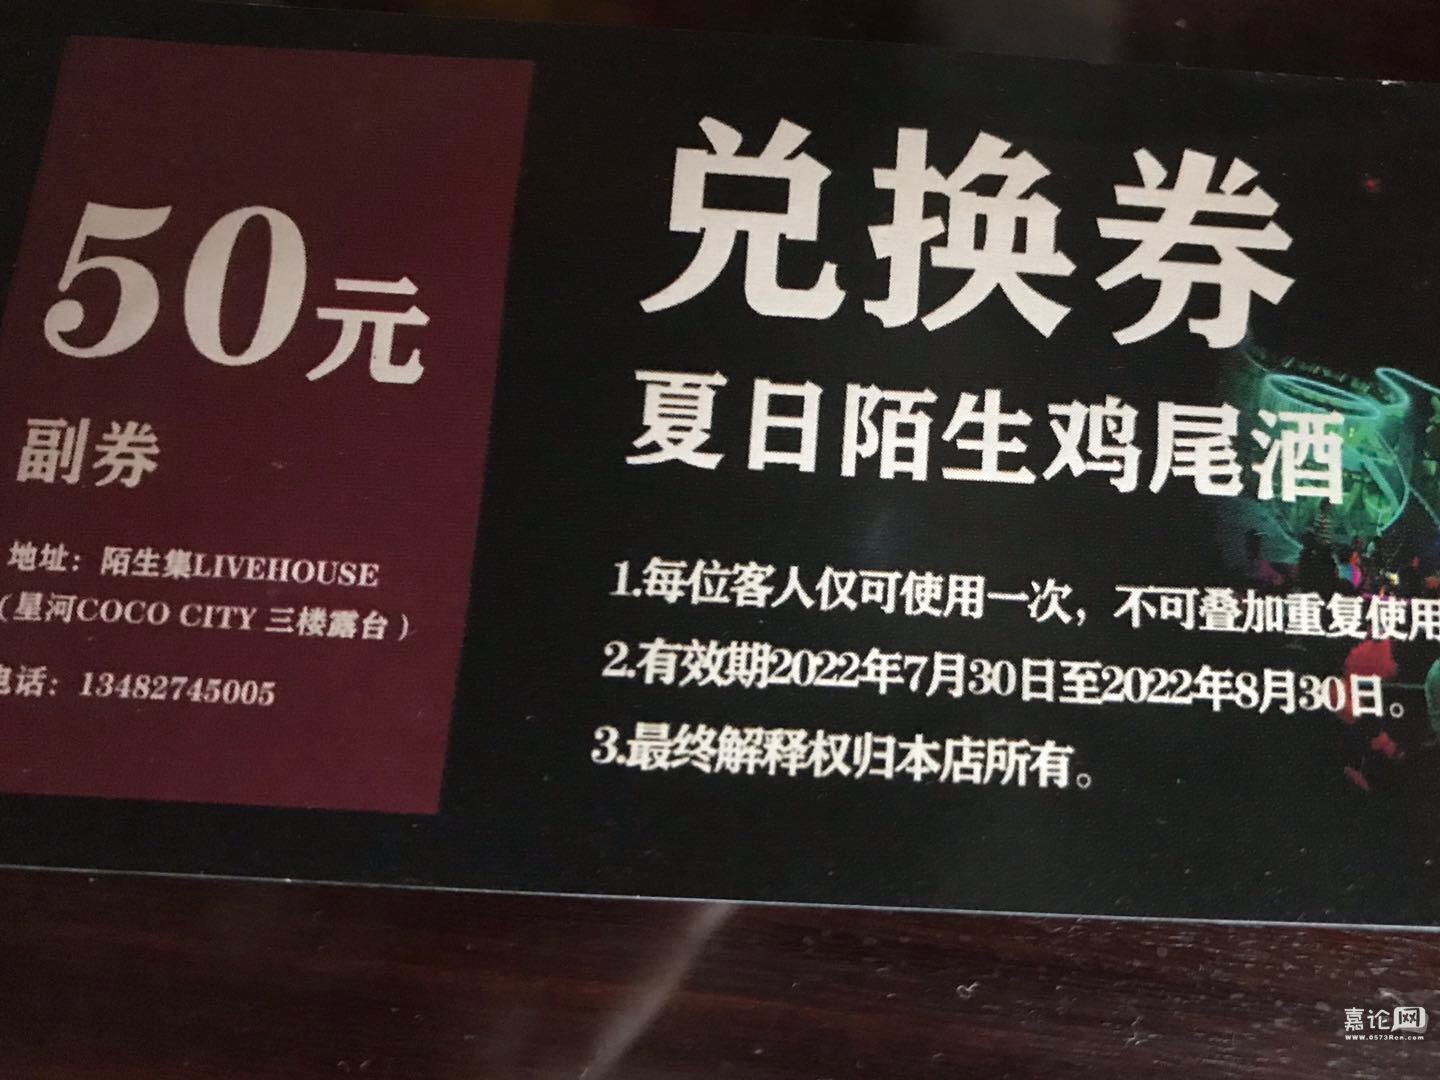 50元
副券
地址：陌生集LIVEHOUSE
（星河COCO CITY 三楼露台）
电话：13482745005
兑换券
夏日陌生鸡尾酒
1.每位客人仅可使用一次，不可叠加重复使用
2.有效期2022年7月30日至2022年8月30日。
3.最终解释权归本店所有。
嘉论网
www.0573Ren.com